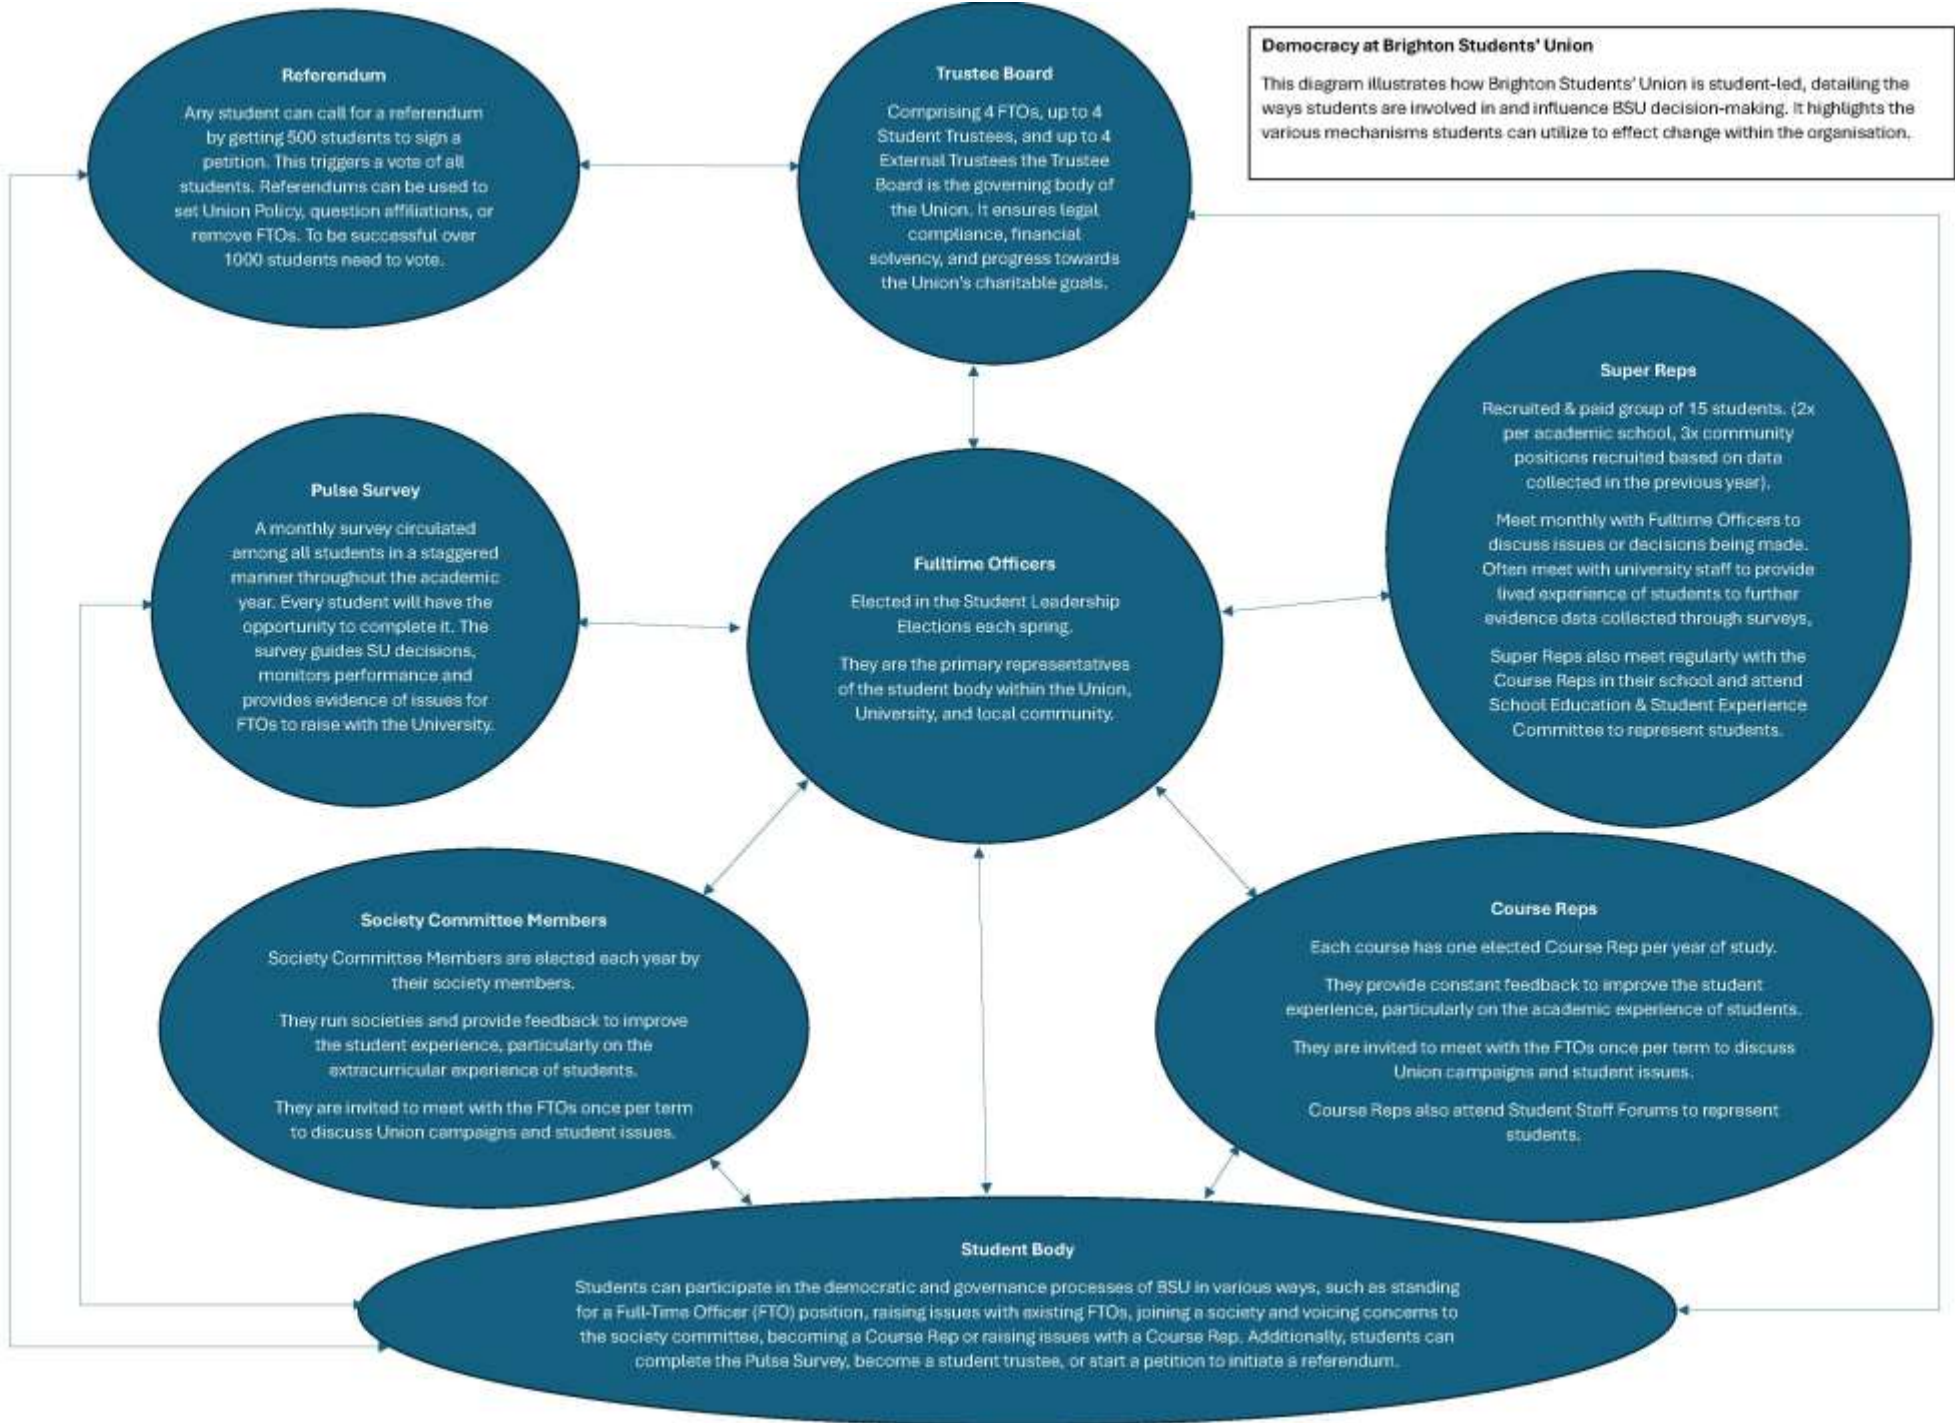 Democracy at Brighton Students' Union
This diagram illustrates how Brighton Students' Union is student-led, detailing the
ways students are involved in and influence BSU decision-making. It highlights the
various mechanisms students can utilize to effect change within the organisation.
Referendum
Any student can call for a referendum
by getting 500 students to sign a
petition. This triggers a vote of all
students. Referendums can be used to
set Union Policy, question affiliations, or
remove FTOs. To be successful over
1000 students need to vote.
Trustee Board
Comprising 4 FTOs, up to 4
Student Trustees, and up to 4
External Trustees the Trustee
Board is the governing body of
the Union. It ensures legal
compliance, financial
solvency, and progress towards
the Union's charitable goals.
Super Reps
Recruited & paid group of 15 students. (2x
per academic school, 3x community
positions recruited based on data
collected in the previous year).
Meet monthly with Fulltime Officers to
discuss issues or decisions being made.
Often meet with university staff to provide
lived experience of students to further
evidence data collected through surveys,
Super Reps also meet regularly with the
Course Reps in their school and attend
School Education & Student Experience
Committee to represent students.
Pulse Survey
A monthly survey circulated
among all students in a staggered
manner throughout the academic
year. Every student will have the
opportunity to complete it. The
survey guides SU decisions,
monitors performance and
provides evidence of issues for
FTOs to raise with the University.
Fulltime Officers
Elected in the Student Leadership
Elections each spring.
They are the primary representatives
of the student body within the Union,
University, and local community.
Society Committee Members
Society Committee Members are elected each year by
their society members.
They run societies and provide feedback to improve
the student experience, particularly on the
extracurricular experience of students.
They are invited to meet with the FTOs once per term
to discuss Union campaigns and student issues.
Course Reps
Each course has one elected Course Rep per year of study.
They provide constant feedback to improve the student
experience, particularly on the academic experience of students.
They are invited to meet with the FTOs once per term to discuss
Union campaigns and student issues.
Course Reps also attend Student Staff Forums to represent
students.
Student Body
Students can participate in the democratic and governance processes of BSU in various ways, such as standing
for a Full-Time Officer (FTO) position, raising issues with existing FTOs, joining a society and voicing concerns to
the society committee, becoming a Course Rep or raising issues with a Course Rep. Additionally, students can
complete the Pulse Survey, become a student trustee, or start a petition to initiate a referendum.